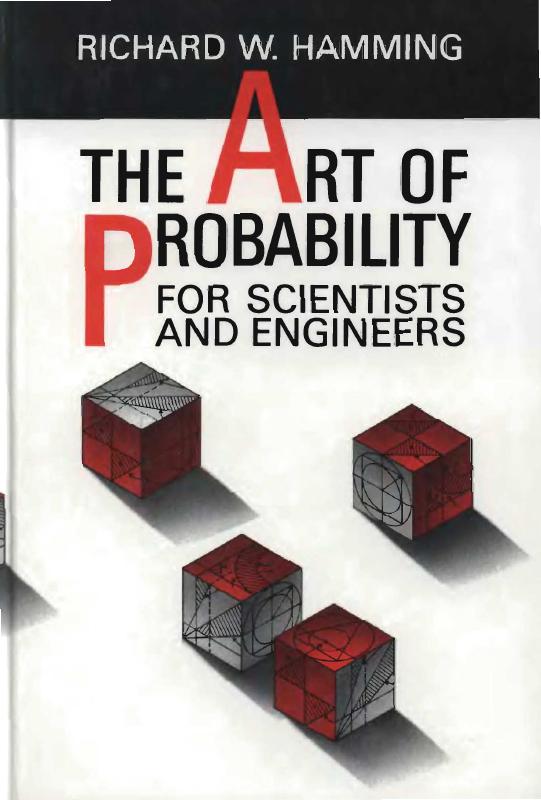 RICHARD W. HAMMING
THE ART OF
PROBABILITY
FOR SCIENTISTS
AND ENGINEERS